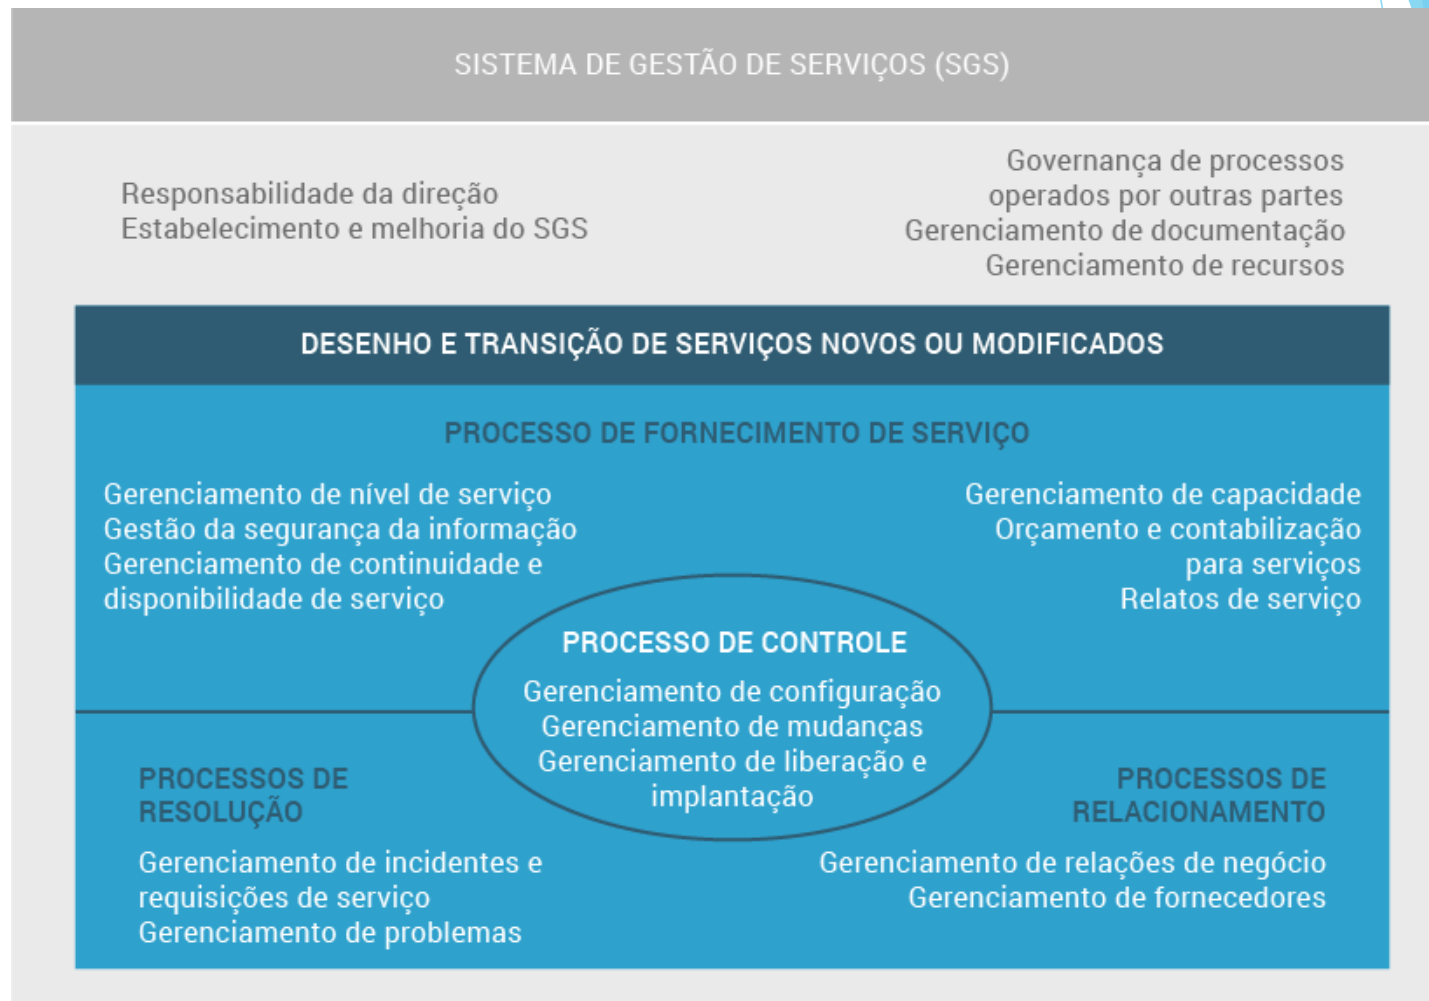 SISTEMA DE GESTÃO DE SERVIÇOS (SGS)
Responsabilidade da direção
Estabelecimento e melhoria do SGS
Governança de processos
operados por outras partes
Gerenciamento de documentação
Gerenciamento de recursos
DESENHO E TRANSIÇÃO DE SERVIÇOS NOVOS OU MODIFICADOS
PROCESSO DE FORNECIMENTO DE SERVIÇO
Gerenciamento de nível de serviço
Gestão da segurança da informação
Gerenciamento de continuidade e
disponibilidade de serviço
Gerenciamento de capacidade
Orçamento e contabilização
para serviços
Relatos de serviço
PROCESSO DE CONTROLE
Gerenciamento de configuração
Gerenciamento de mudanças
Gerenciamento de liberação e
implantação
PROCESSOS DE
RESOLUÇÃO
Gerenciamento de incidentes e
requisições de serviço
Gerenciamento de problemas
PROCESSOS DE
RELACIONAMENTO
Gerenciamento de relações de negócio
Gerenciamento de fornecedores